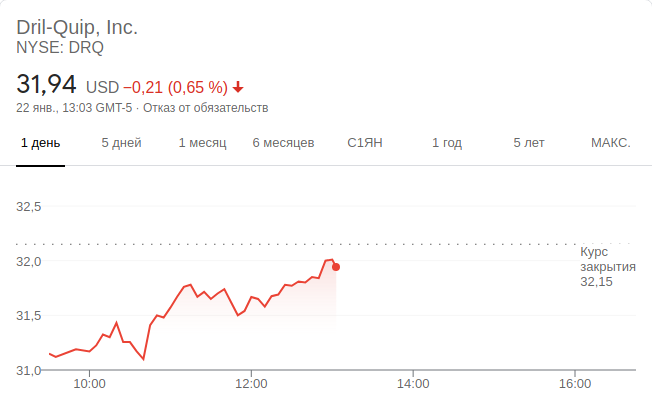 Dril-Quip, Inc.
NYSE: DRQ
31,94 USD −0,21 (0,65 %)
22 янв., 13:03 GMT-5 · Отказ от обязательств
1 день 5 дней 1 месяц 6 месяцев С1ЯН 1 год 5 лет МАКС.
32,5
32,0
31,5
31,0
Курс
закрытия
32,15
10:00 12:00 14:00 16:00